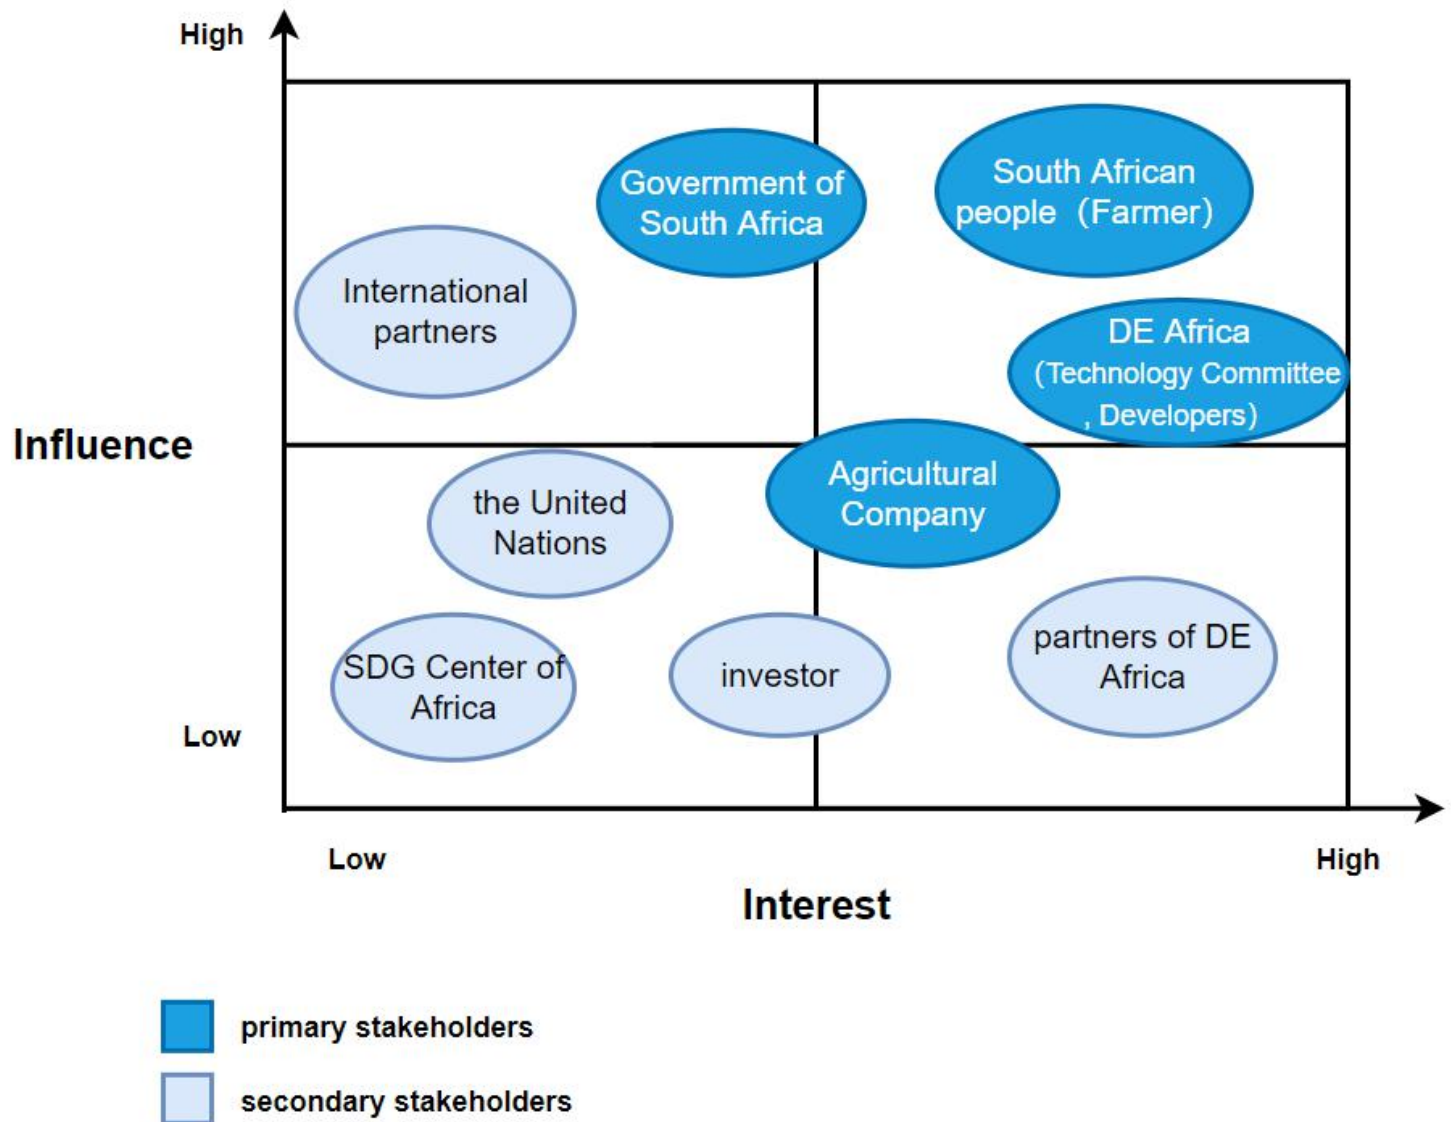 High
Government of
South Africa
South African
people（Farmer）
International
partners
DE Africa
（Technology Committee
, Developers）
Influence
Agricultural
Company
the United
Nations
partners of DE
Africa
SDG Center of
Africa
investor
Low
Low
High
Interest
primary stakeholders
secondary stakeholders